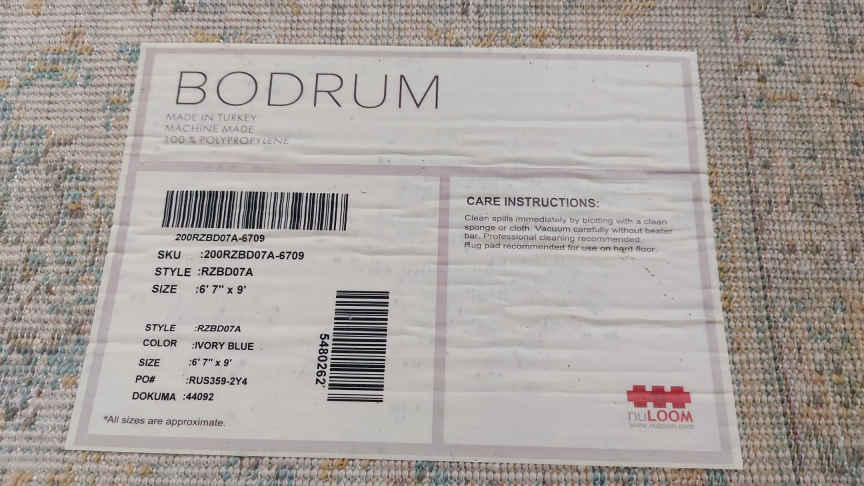 BODRUM
MADE IN TURKEY
MACHINE MADE
100 % POLYPROPYLENE
200RZBD07A-6709
SKU :200RZBD07A-6709
STYLE :RZBD07A
SIZE :6' 7" x 9'
STYLE :RZBD07A
COLOR :IVORY BLUE
SIZE :6' 7" x 9'
PO# :RUS359-2Y4
DOKUMA :44092
*All sizes are approximate.
5480262
CARE INSTRUCTIONS:
Clean spills immediately by blotting with a clean
sponge or cloth. Vacuum carefully without beater
bar. Professional cleaning recommended.
Rug pad recommended for use on hard floor.
nuLOOM
www.nuloom.com